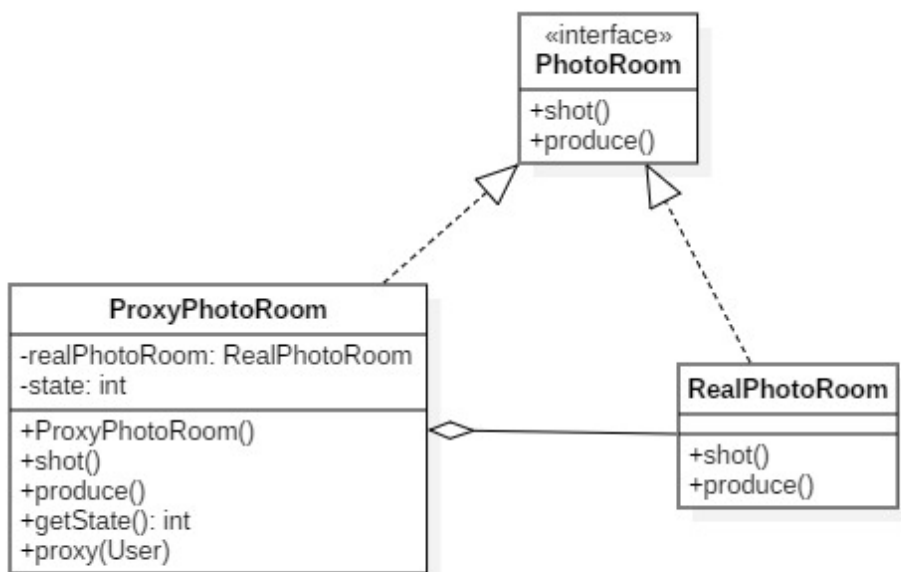 «interface»
PhotoRoom
+shot()
+produce()
ProxyPhotoRoom
-realPhotoRoom: RealPhotoRoom
-state: int
+ProxyPhotoRoom()
+shot()
+produce()
+getState(): int
+proxy(User)
RealPhotoRoom
+shot()
+produce()